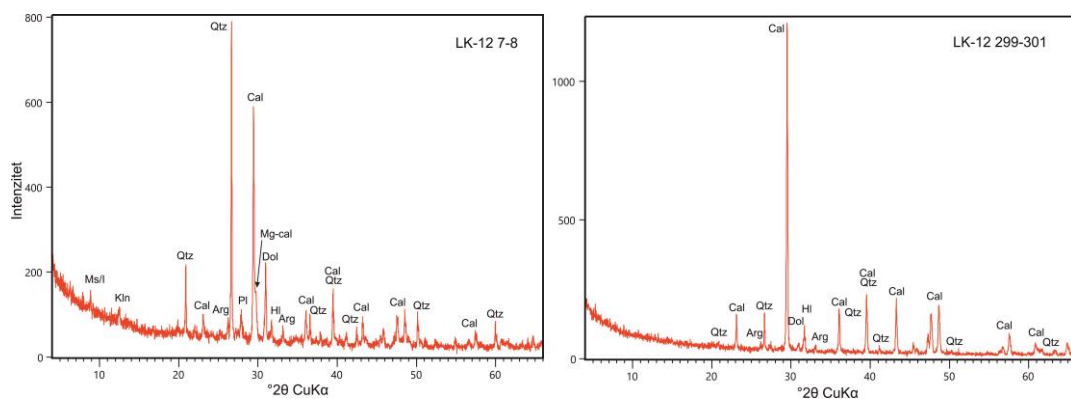 LK-12 7-8
Intenzitet
800
600
400
200
0
Qtz
Cal
Mg-cal
Dol
Qtz
Ms/I
Kln
Cal
Arg
Pl
Hl
Arg
Cal
Qtz
Cal
Qtz
Qtz
Cal
Cal
Qtz
Cal
Qtz
10 20 30 40 50 60
°2θ CuKα
LK-12 299-301
1000
500
0
Cal
Qtz
Cal
Arg
Qtz
Dol
Hl
Arg
Cal
Qtz
Cal
Qtz
Qtz
Cal
Cal
Qtz
Cal
Cal
Qtz
10 20 30 40 50 60
°2θ CuKα